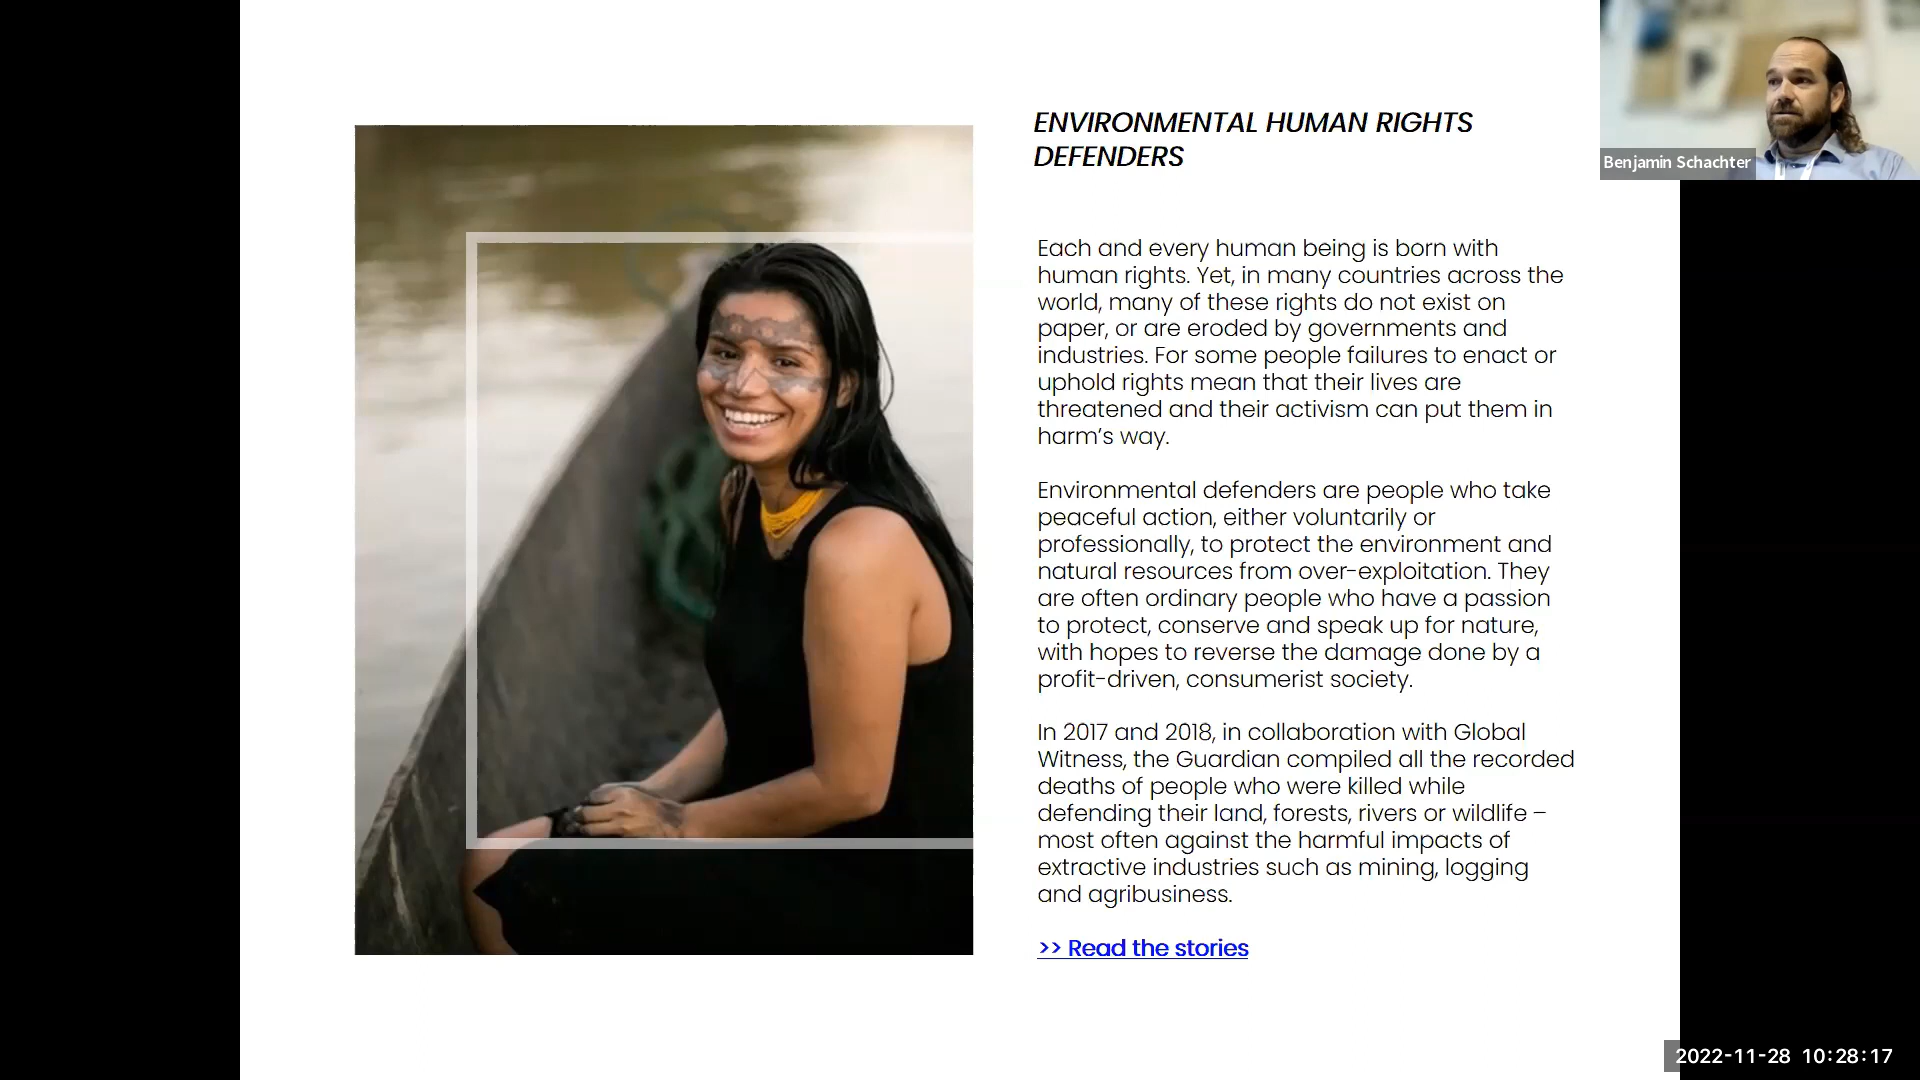 ENVIRONMENTAL HUMAN RIGHTS
DEFENDERS
Benjamin Schachter
Each and every human being is born with
human rights. Yet, in many countries across the
world, many of these rights do not exist on
paper, or are eroded by governments and
industries. For some people failures to enact or
uphold rights mean that their lives are
threatened and their activism can put them in
harm’s way.
Environmental defenders are people who take
peaceful action, either voluntarily or
professionally, to protect the environment and
natural resources from over-exploitation. They
are often ordinary people who have a passion
to protect, conserve and speak up for nature,
with hopes to reverse the damage done by a
profit-driven, consumerist society.
In 2017 and 2018, in collaboration with Global
Witness, the Guardian compiled all the recorded
deaths of people who were killed while
defending their land, forests, rivers or wildlife –
most often against the harmful impacts of
extractive industries such as mining, logging
and agribusiness.
>> Read the stories
2022-11-28 10:28:17